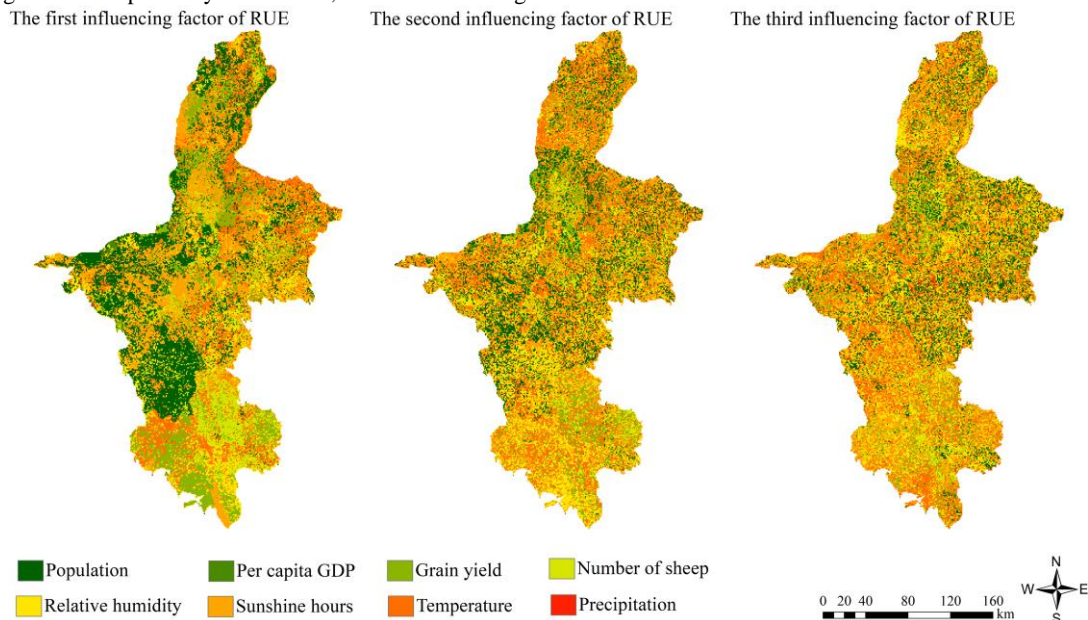 The first influencing factor of RUE
The second influencing factor of RUE
The third influencing factor of RUE
Population
Per capita GDP
Grain yield
Number of sheep
Relative humidity
Sunshine hours
Temperature
Precipitation
0 20 40 80 120 160
km
N
W E
S